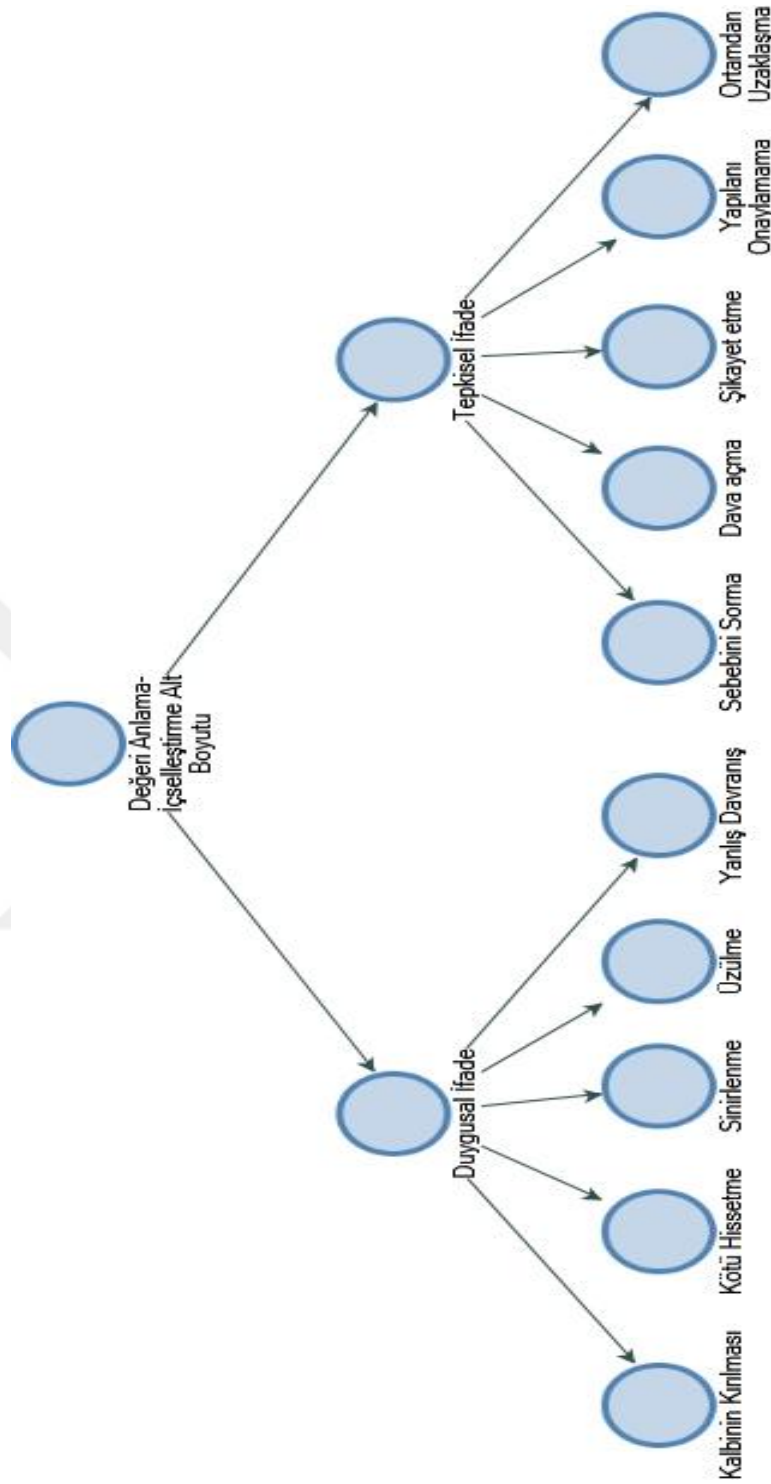 Değeri Anlama-
İçselleştirme Alt
Boyutu
Duygusal İfade
Tepkisel İfade
Kalbinin Kırılması
Kötü Hissetme
Sinirlenme
Üzülme
Yanlış Davranış
Sebebini Sorma
Dava açma
Şikayet etme
Yapılanı
Onaylamama
Ortamdan
Uzaklaşma